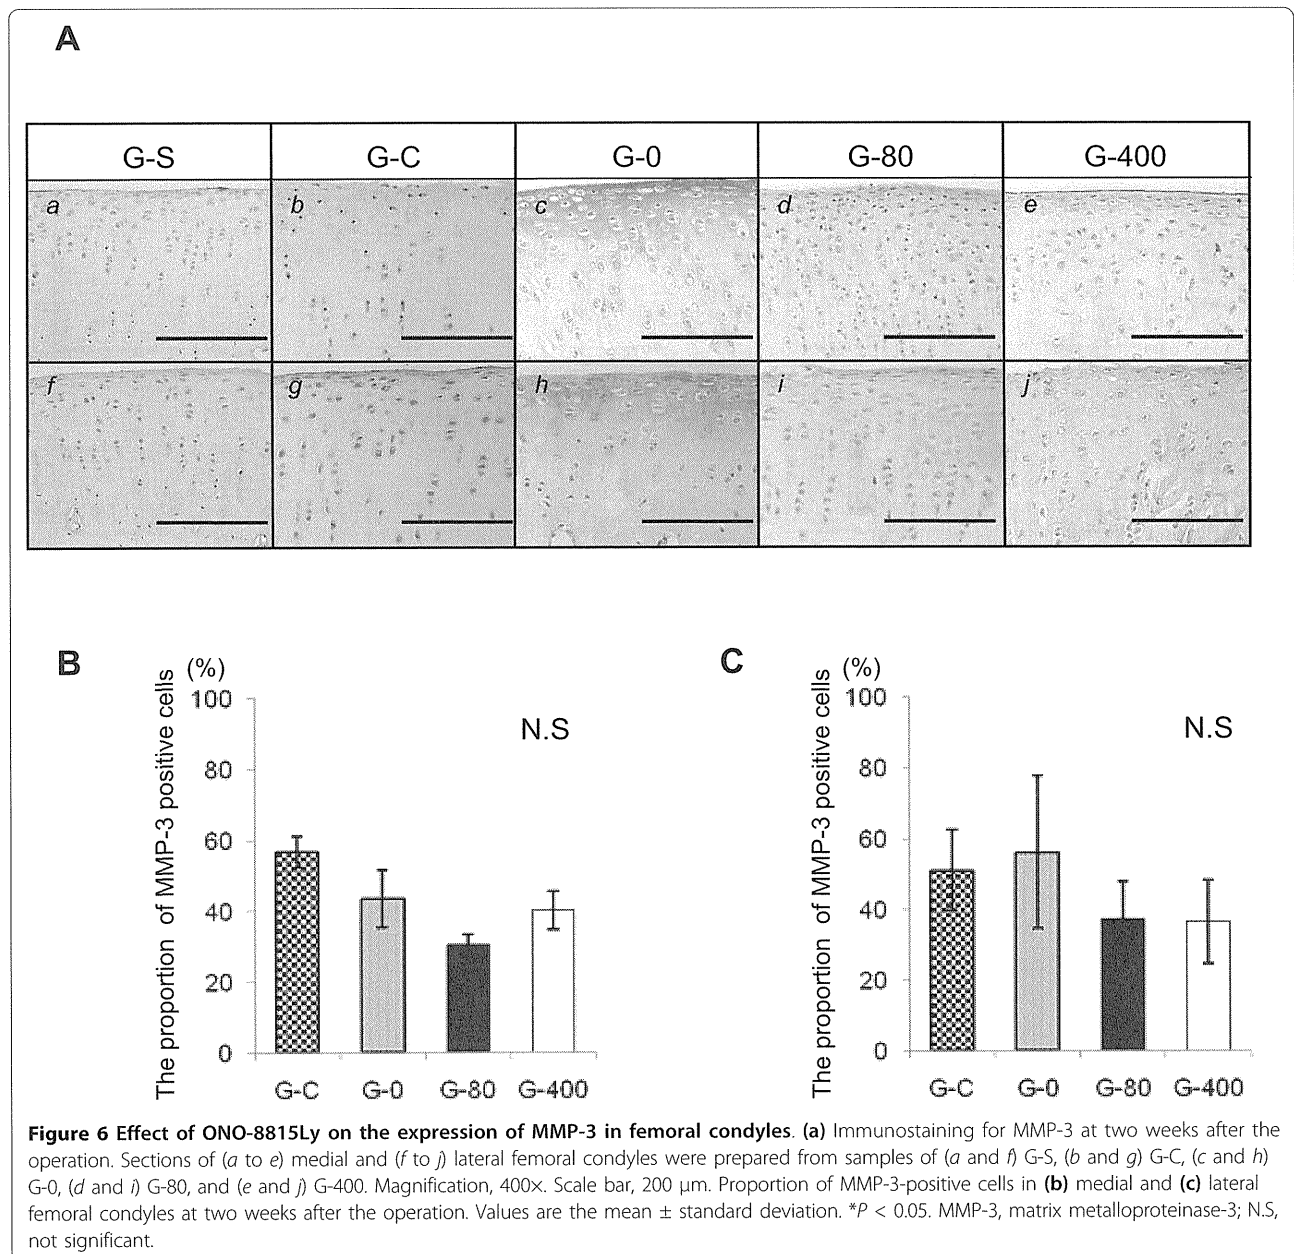 A
G-S G-C G-0 G-80 G-400
a b c d e
f g h i j
B
(%)
The proportion of MMP-3 positive cells
100
80
60
40
20
0
N.S
G-C G-0 G-80 G-400
C
(%)
The proportion of MMP-3 positive cells
100
80
60
40
20
0
N.S
G-C G-0 G-80 G-400
Figure 6 Effect of ONO-8815Ly on the expression of MMP-3 in femoral condyles. (a) Immunostaining for MMP-3 at two weeks after the
operation. Sections of (a to e) medial and (f to j) lateral femoral condyles were prepared from samples of (a and f) G-S, (b and g) G-C, (c and h)
G-0, (d and i) G-80, and (e and j) G-400. Magnification, 400×. Scale bar, 200 μm. Proportion of MMP-3-positive cells in (b) medial and (c) lateral
femoral condyles at two weeks after the operation. Values are the mean ± standard deviation. *P < 0.05. MMP-3, matrix metalloproteinase-3; N.S,
not significant.